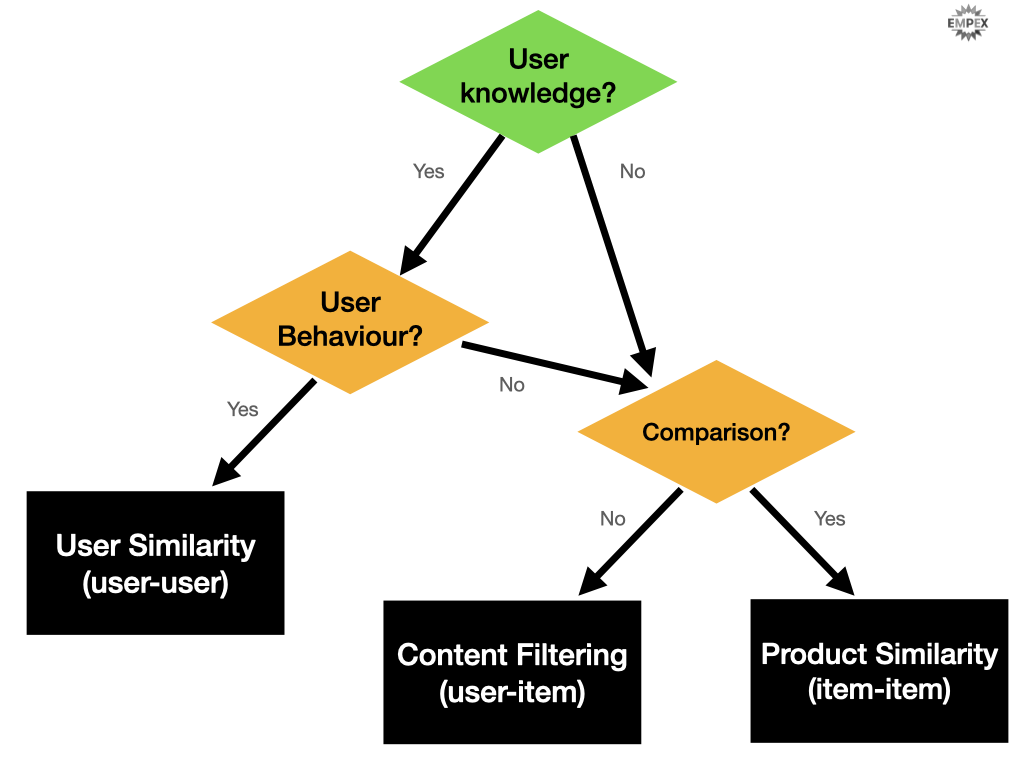 EMPEX
User
knowledge?
Yes
No
User
Behaviour?
No
Yes
Comparison?
No
Yes
User Similarity
(user-user)
Content Filtering
(user-item)
Product Similarity
(item-item)